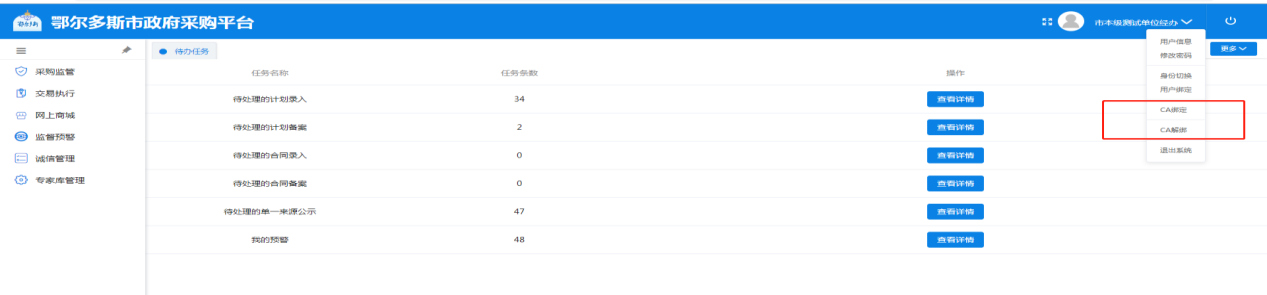 鄂尔多斯市政府采购平台
市本级测试单位经办
用户信息
修改密码
身份切换
用户绑定
CA绑定
CA解绑
退出系统
更多
采购监管
交易执行
网上商城
监督预警
诚信管理
专家库管理
待办任务
任务名称 任务条数 操作
待处理的计划录入 34 查看详情
待处理的计划备案 2 查看详情
待处理的合同录入 0 查看详情
待处理的合同备案 0 查看详情
待处理的单一来源公示 47 查看详情
我的预警 48 查看详情